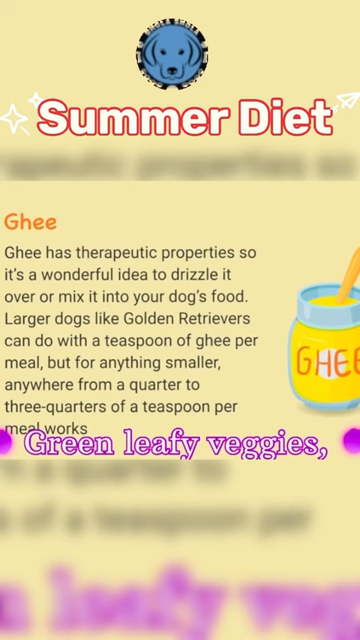 Summer Diet
Ghee
Ghee has therapeutic properties so
it's a wonderful idea to drizzle it
over or mix it into your dog's food.
Larger dogs like Golden Retrievers
can do with a teaspoon of ghee per
meal, but for anything smaller,
anywhere from a quarter to
three-quarters of a teaspoon per
meal works
GHEE
Green leafy veggies,